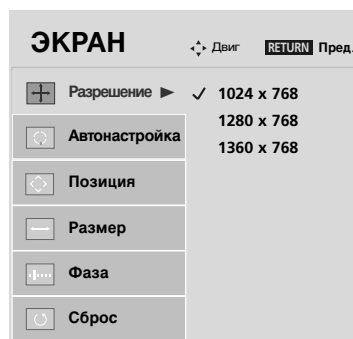 ЭКРАН
Двиг RETURN Пред.
Разрешение
1024 x 768
1280 x 768
1360 x 768
Автонастройка
Позиция
Размер
Фаза
Сброс